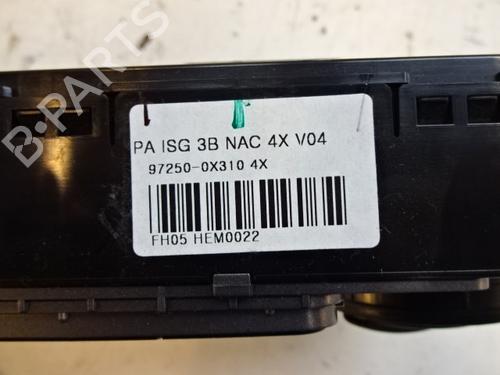 PA ISG 3B NAC 4X V04
97250-0X310 4X
FH05 HEM0022
B-PARTS